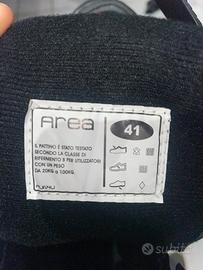 Area
41
IL PATTINO È STATO TESTATO
SECONDO LA CLASSE DI
RIFERIMENTO B PER UTILIZZATORI
CON UN PESO
DA 20KG a 100KG
subito